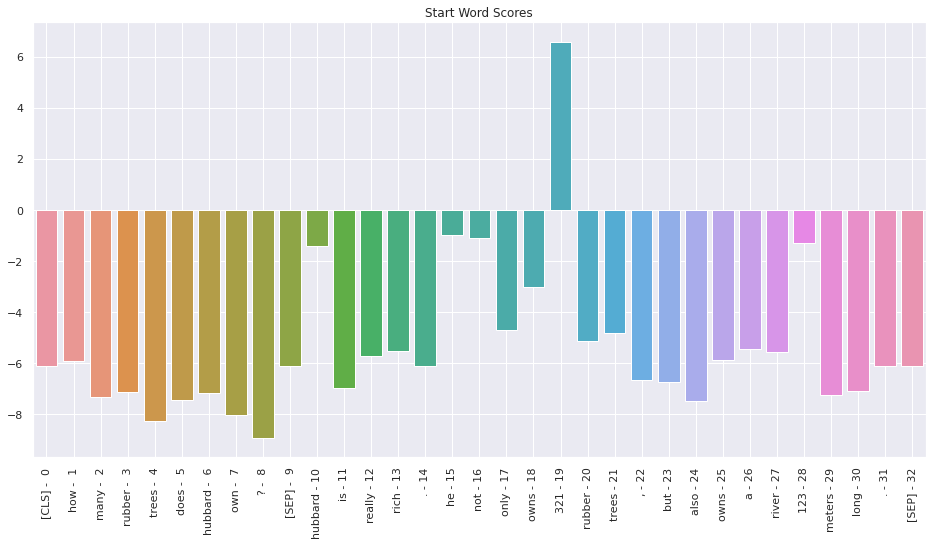 Start Word Scores
6
4
2
0
−2
−4
−6
−8
[CLS] - 0
how - 1
many - 2
rubber - 3
trees - 4
does - 5
hubbard - 6
own - 7
? - 8
[SEP] - 9
hubbard - 10
is - 11
really - 12
rich - 13
. - 14
he - 15
not - 16
only - 17
owns - 18
321 - 19
rubber - 20
trees - 21
, - 22
but - 23
also - 24
owns - 25
a - 26
river - 27
123 - 28
meters - 29
long - 30
. - 31
[SEP] - 32